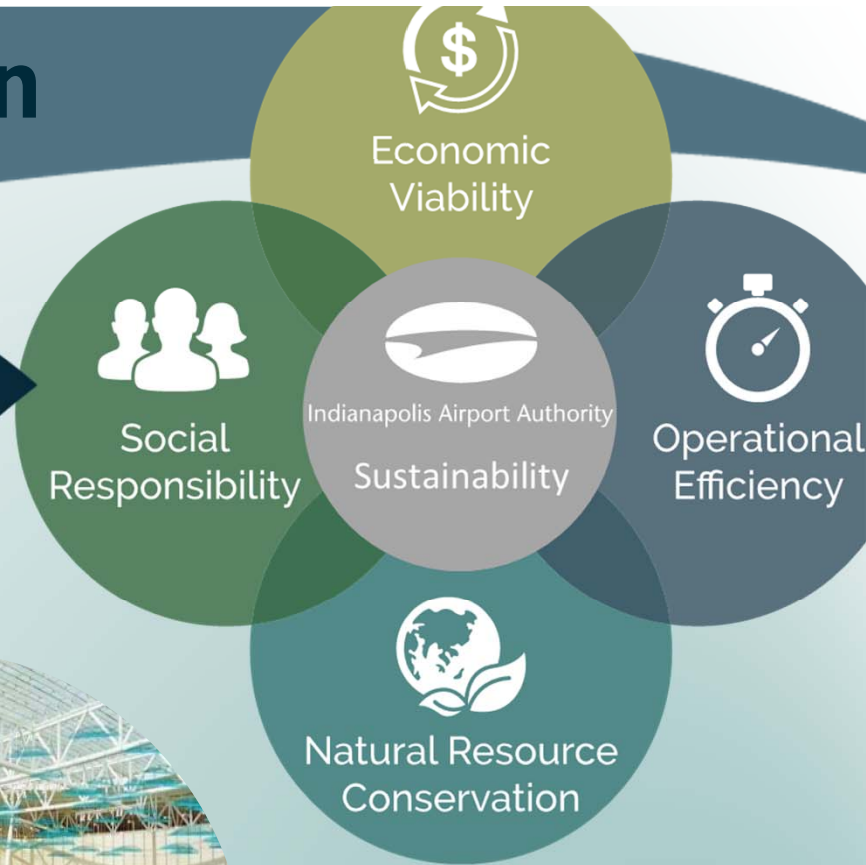 n
$
Economic
Viability
Social
Responsibility
Indianapolis Airport Authority
Sustainability
Operational
Efficiency
Natural Resource
Conservation